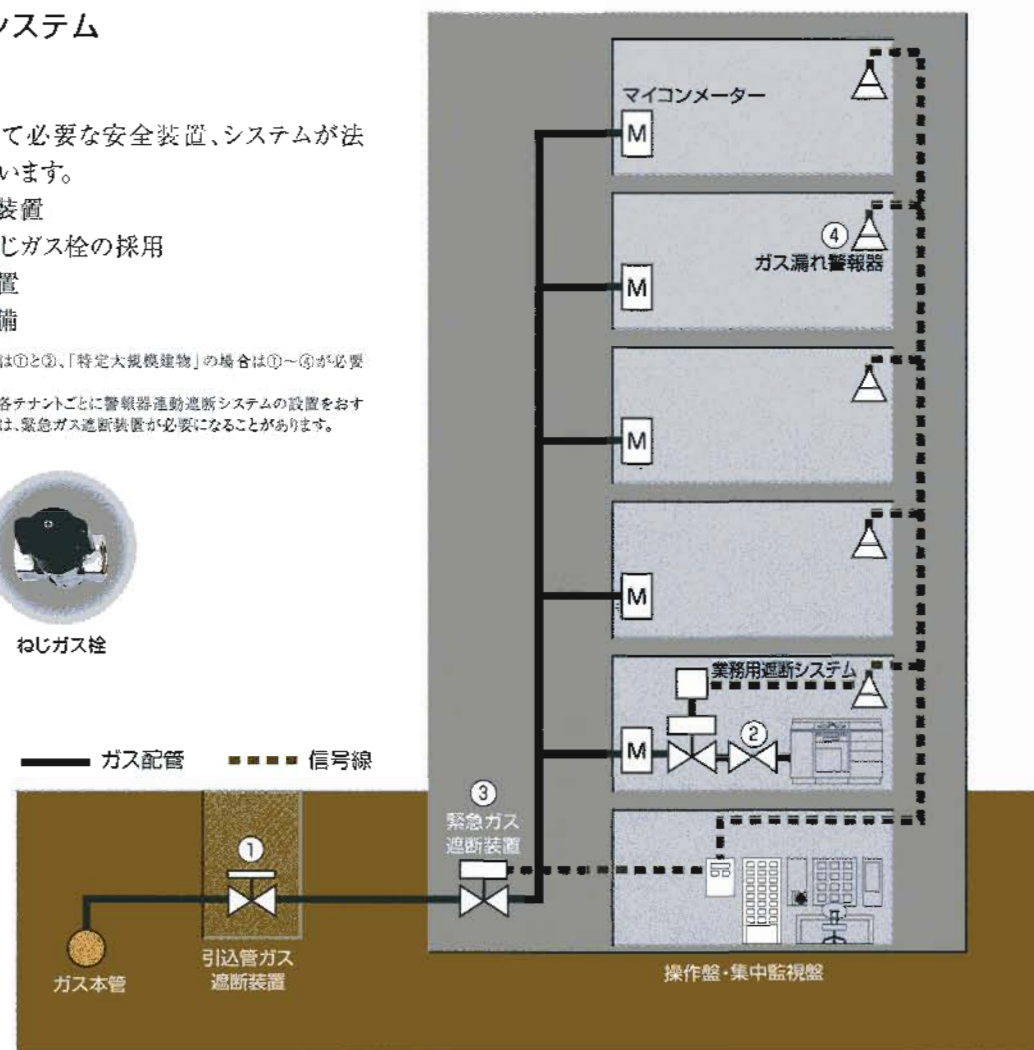 システム
て必要な安全装置、システムが法
います。
装置
じガス栓の採用
置
備
は①と②、「特定大規模建物」の場合は①〜④が必要
各テナントごとに警報器連動遮断システムの設置をおす
は、緊急ガス遮断装置が必要になることがあります。
ねじガス栓
ガス配管 信号線
マイコンメーター
M
④
ガス漏れ警報器
M
M
M
業務用遮断システム
M
②
③
緊急ガス
遮断装置
①
引込管ガス
遮断装置
ガス本管
操作盤・集中監視盤